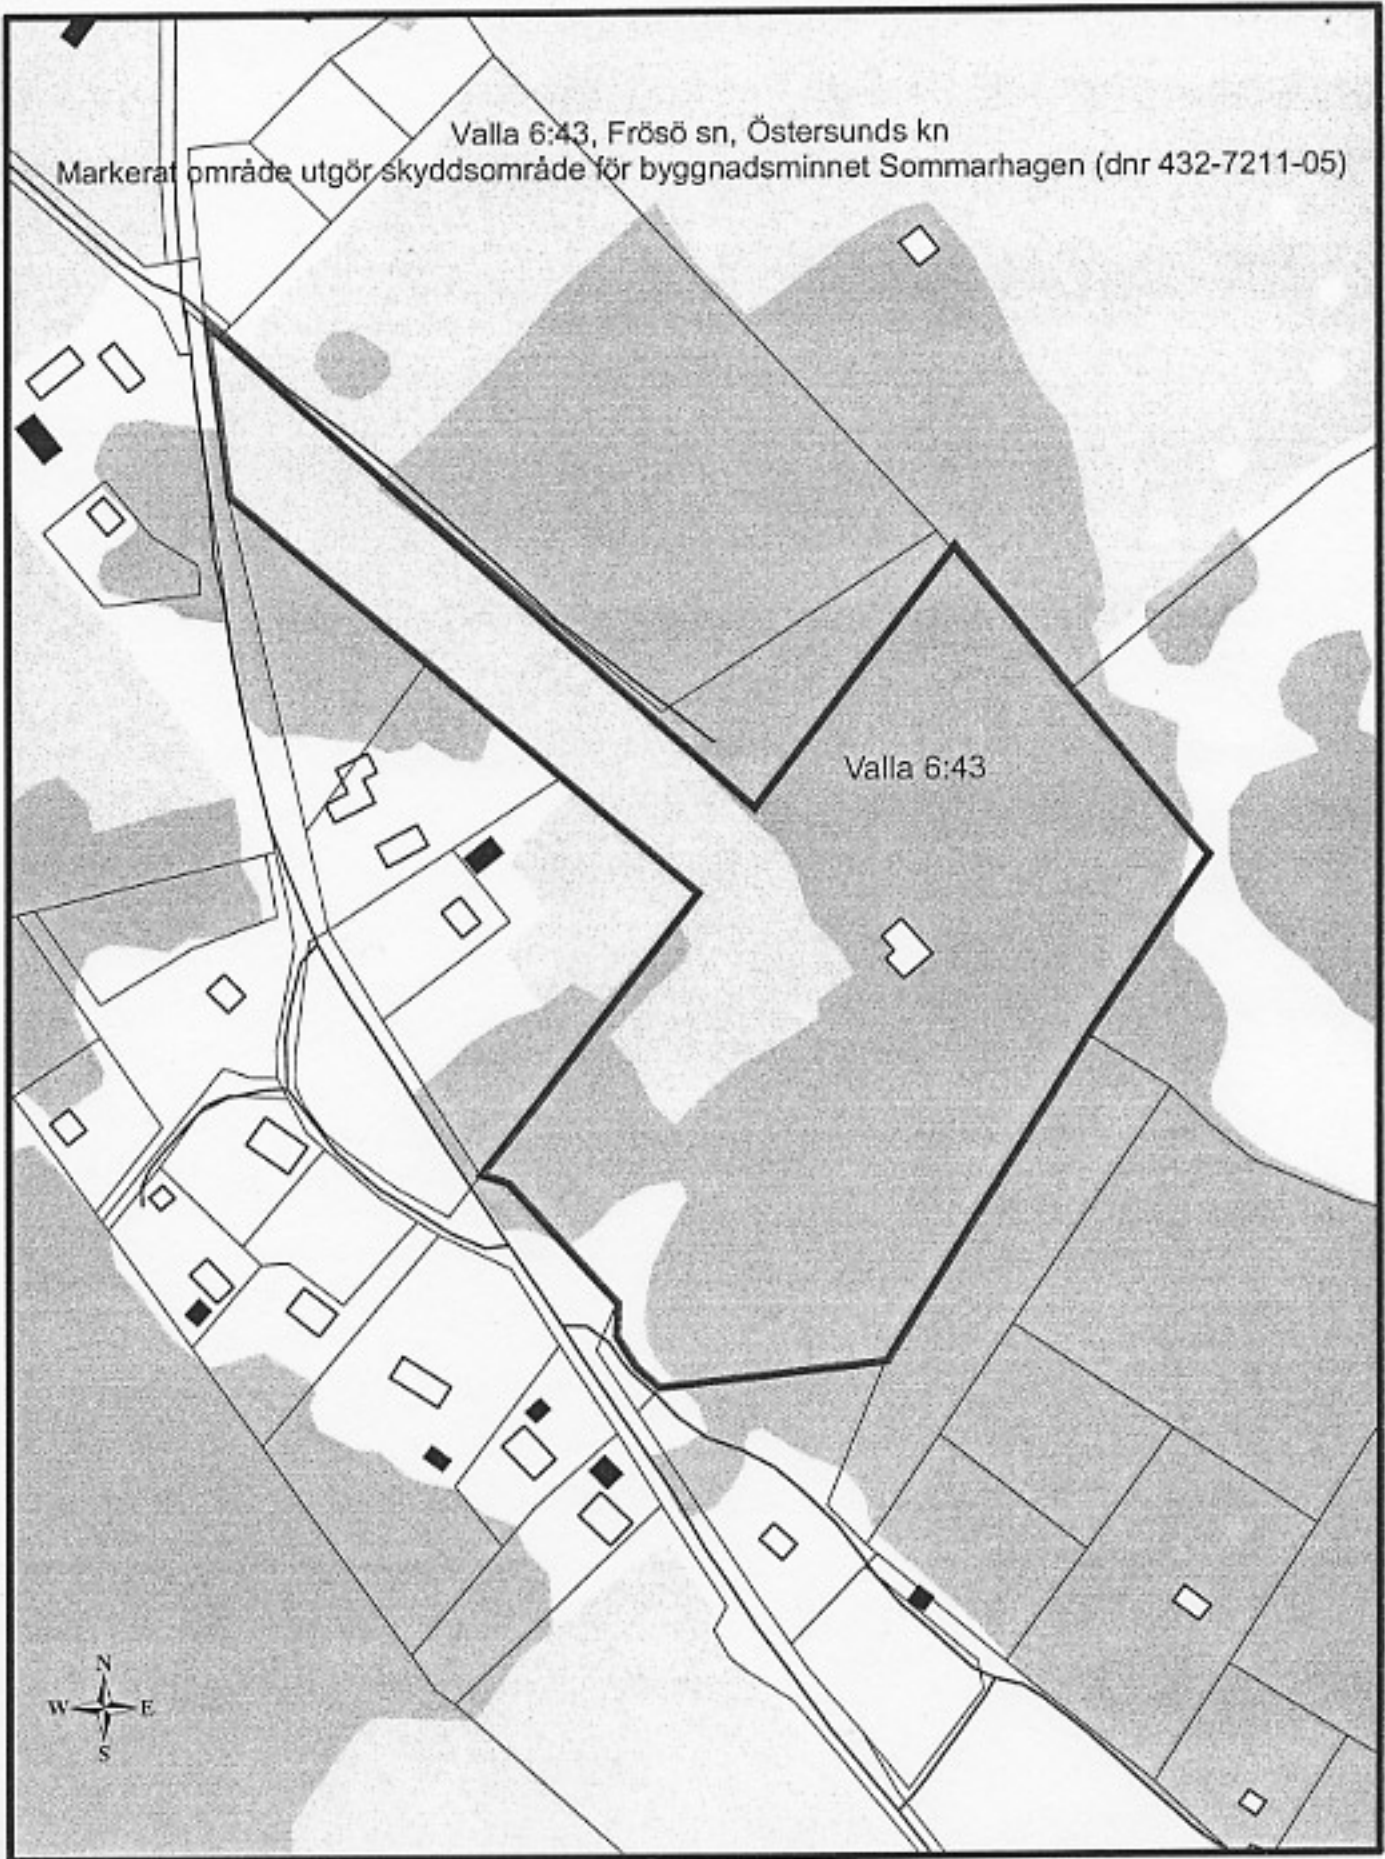 Valla 6:43, Frösö sn, Östersunds kn
Markerat område utgör skyddsområde för byggnadsminnet Sommarhagen (dnr 432-7211-05)
Valla 6:43
N
W E
S